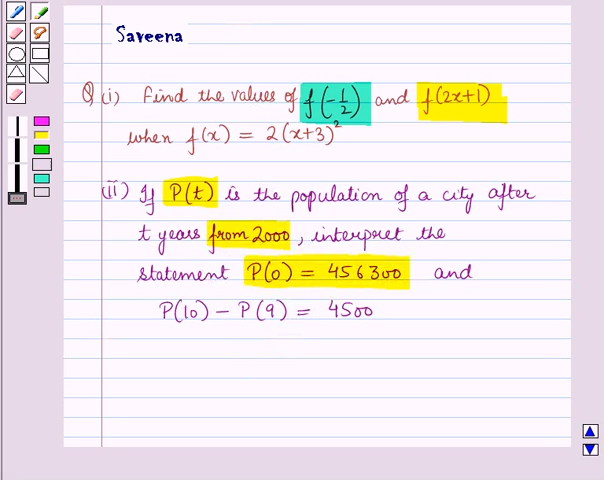 Saveena
Q (i) Find the values of f(-1/2) and f(2x+1)
when f(x) = 2(x+3)²
(ii) If P(t) is the population of a city after
t years from 2000, interpret the
statement P(0) = 456300 and
P(10) - P(9) = 4500